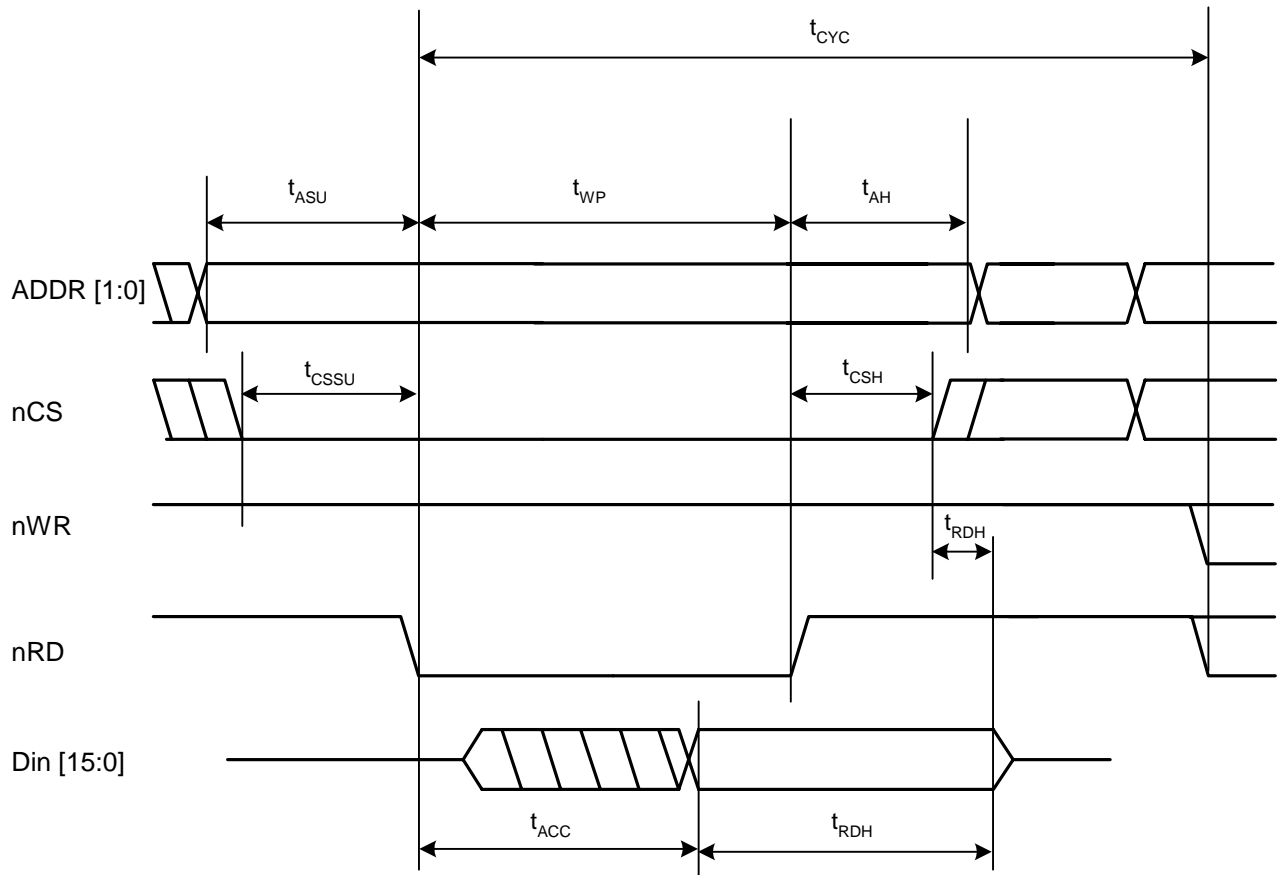 tCYC
tASU
tWP
tAH
ADDR [1:0]
tCSSU
tCSH
nCS
nWR
tRDH
nRD
Din [15:0]
tACC
tRDH